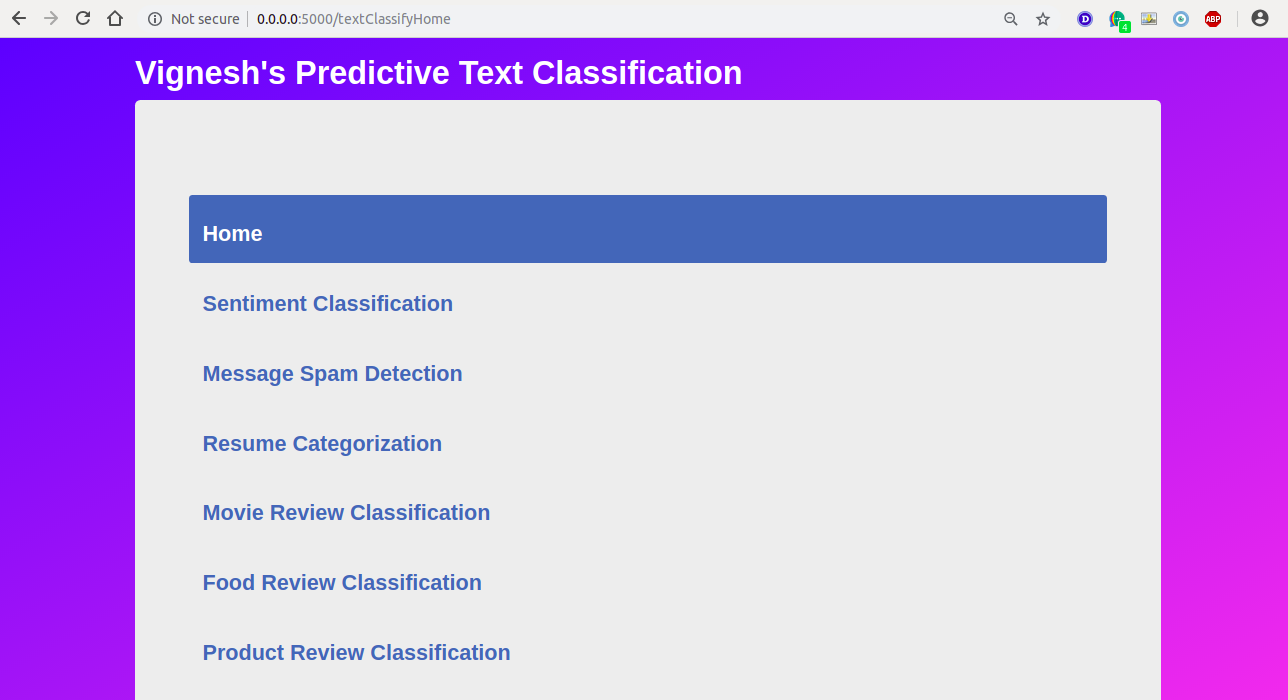 Not secure
0.0.0.0:5000/textClassifyHome
D
4
ABP
Vignesh's Predictive Text Classification
Home
Sentiment Classification
Message Spam Detection
Resume Categorization
Movie Review Classification
Food Review Classification
Product Review Classification